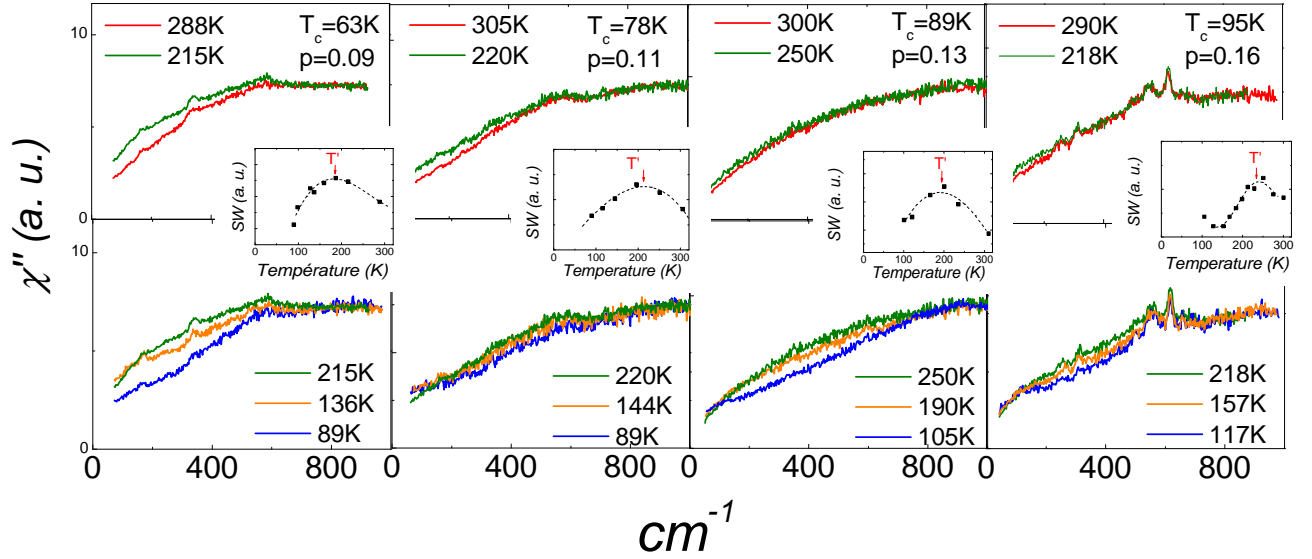 χ'' (a. u.)
10
0
10
0
288K
215K
T_c=63K
p=0.09
305K
220K
T_c=78K
p=0.11
300K
250K
T_c=89K
p=0.13
290K
218K
T_c=95K
p=0.16
T'
SW (a. u.)
0 100 200 300
Température (K)
T'
SW (a. u.)
0 100 200 300
Temperature (K)
T'
SW (a. u.)
0 100 200 300
Temperature (K)
T'
SW (a. u.)
0 100 200 300
Temperature (K)
215K
136K
89K
220K
144K
89K
250K
190K
105K
218K
157K
117K
0 400 800 0 400 800 0 400 800 0 400 800
cm⁻¹